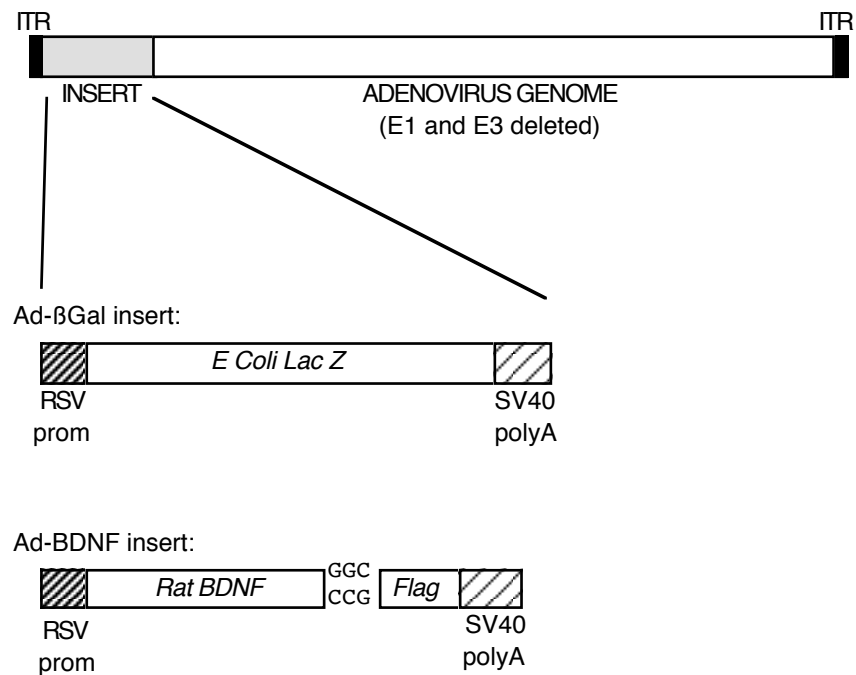 ITR ITR
INSERT ADENOVIRUS GENOME
(E1 and E3 deleted)
Ad-ßGal insert:
E Coli Lac Z
RSV SV40
prom polyA
Ad-BDNF insert:
GGC
Rat BDNF CCG Flag
RSV SV40
prom polyA